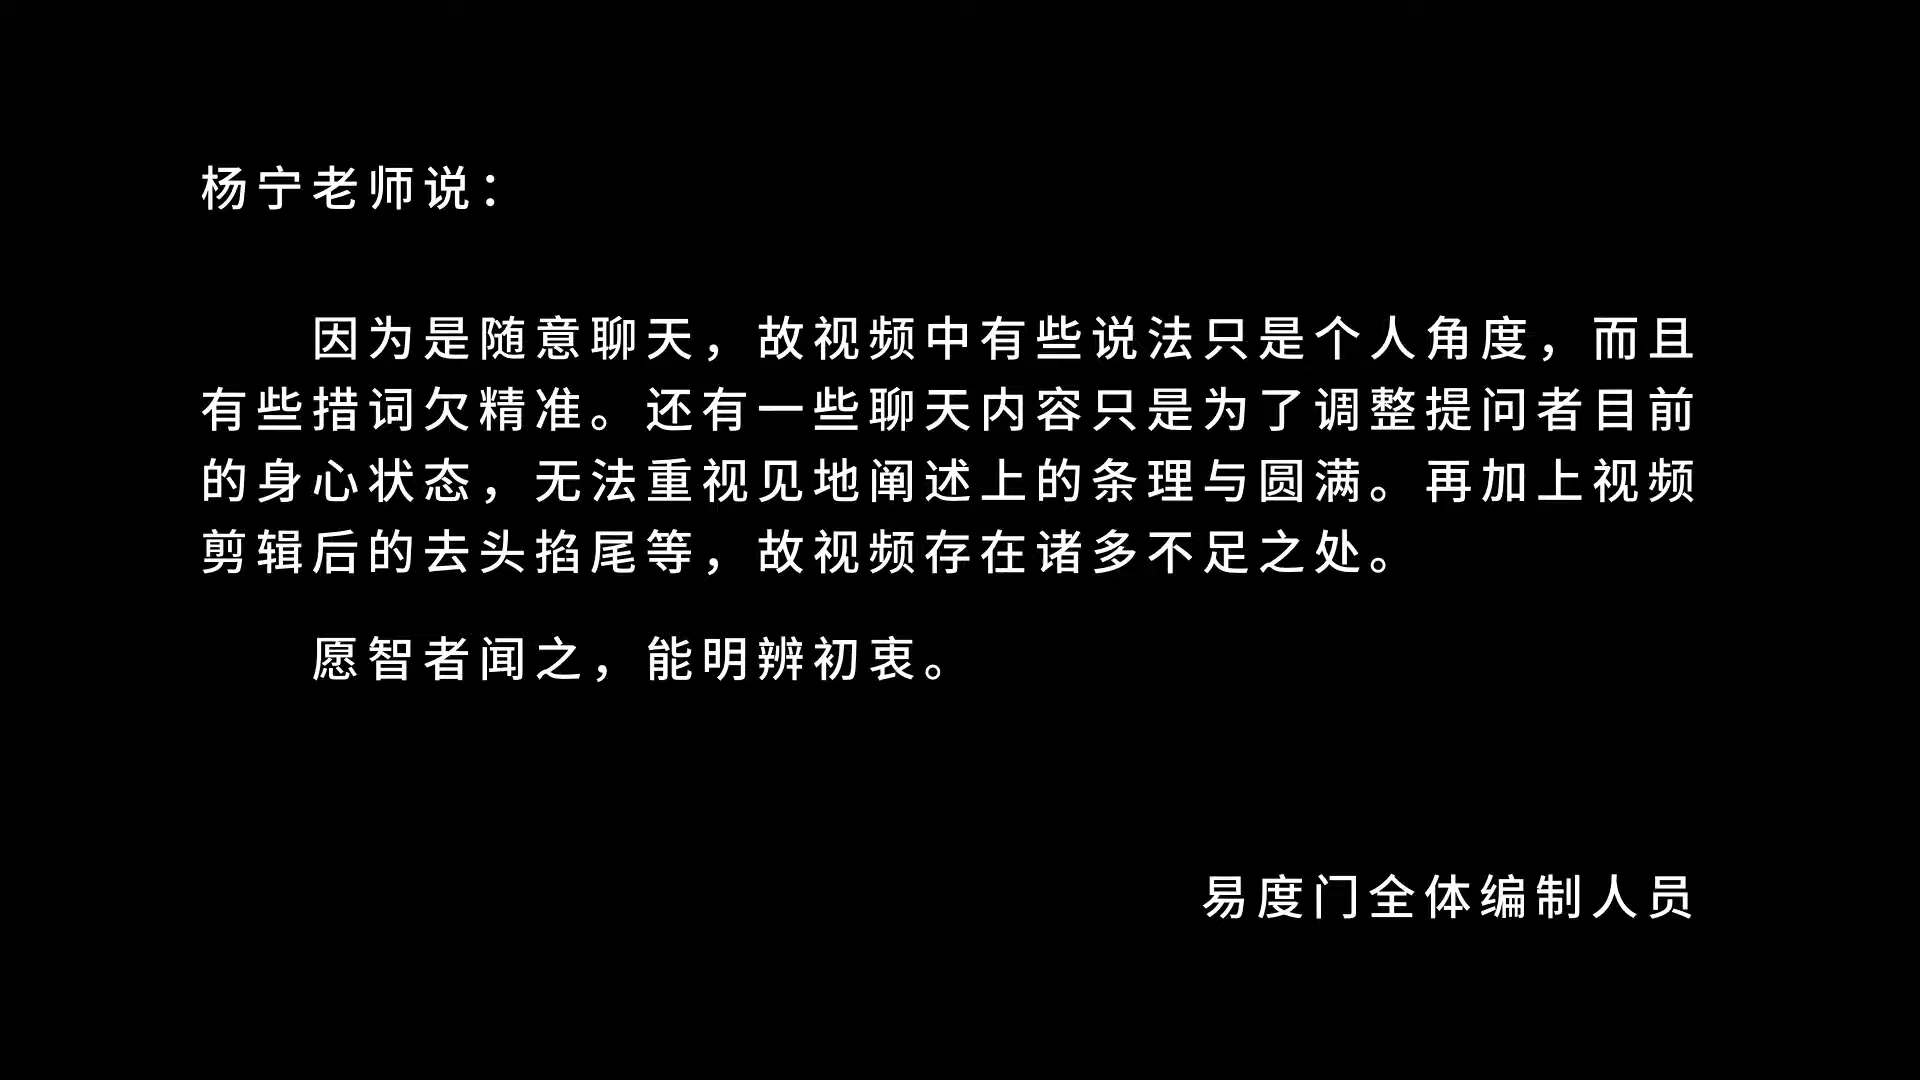 杨宁老师说：
因为是随意聊天，故视频中有些说法只是个人角度，而且
有些措词欠精准。还有一些聊天内容只是为了调整提问者目前
的身心状态，无法重视见地阐述上的条理与圆满。再加上视频
剪辑后的去头掐尾等，故视频存在诸多不足之处。
愿智者闻之，能明辨初衷。
易度门全体编制人员